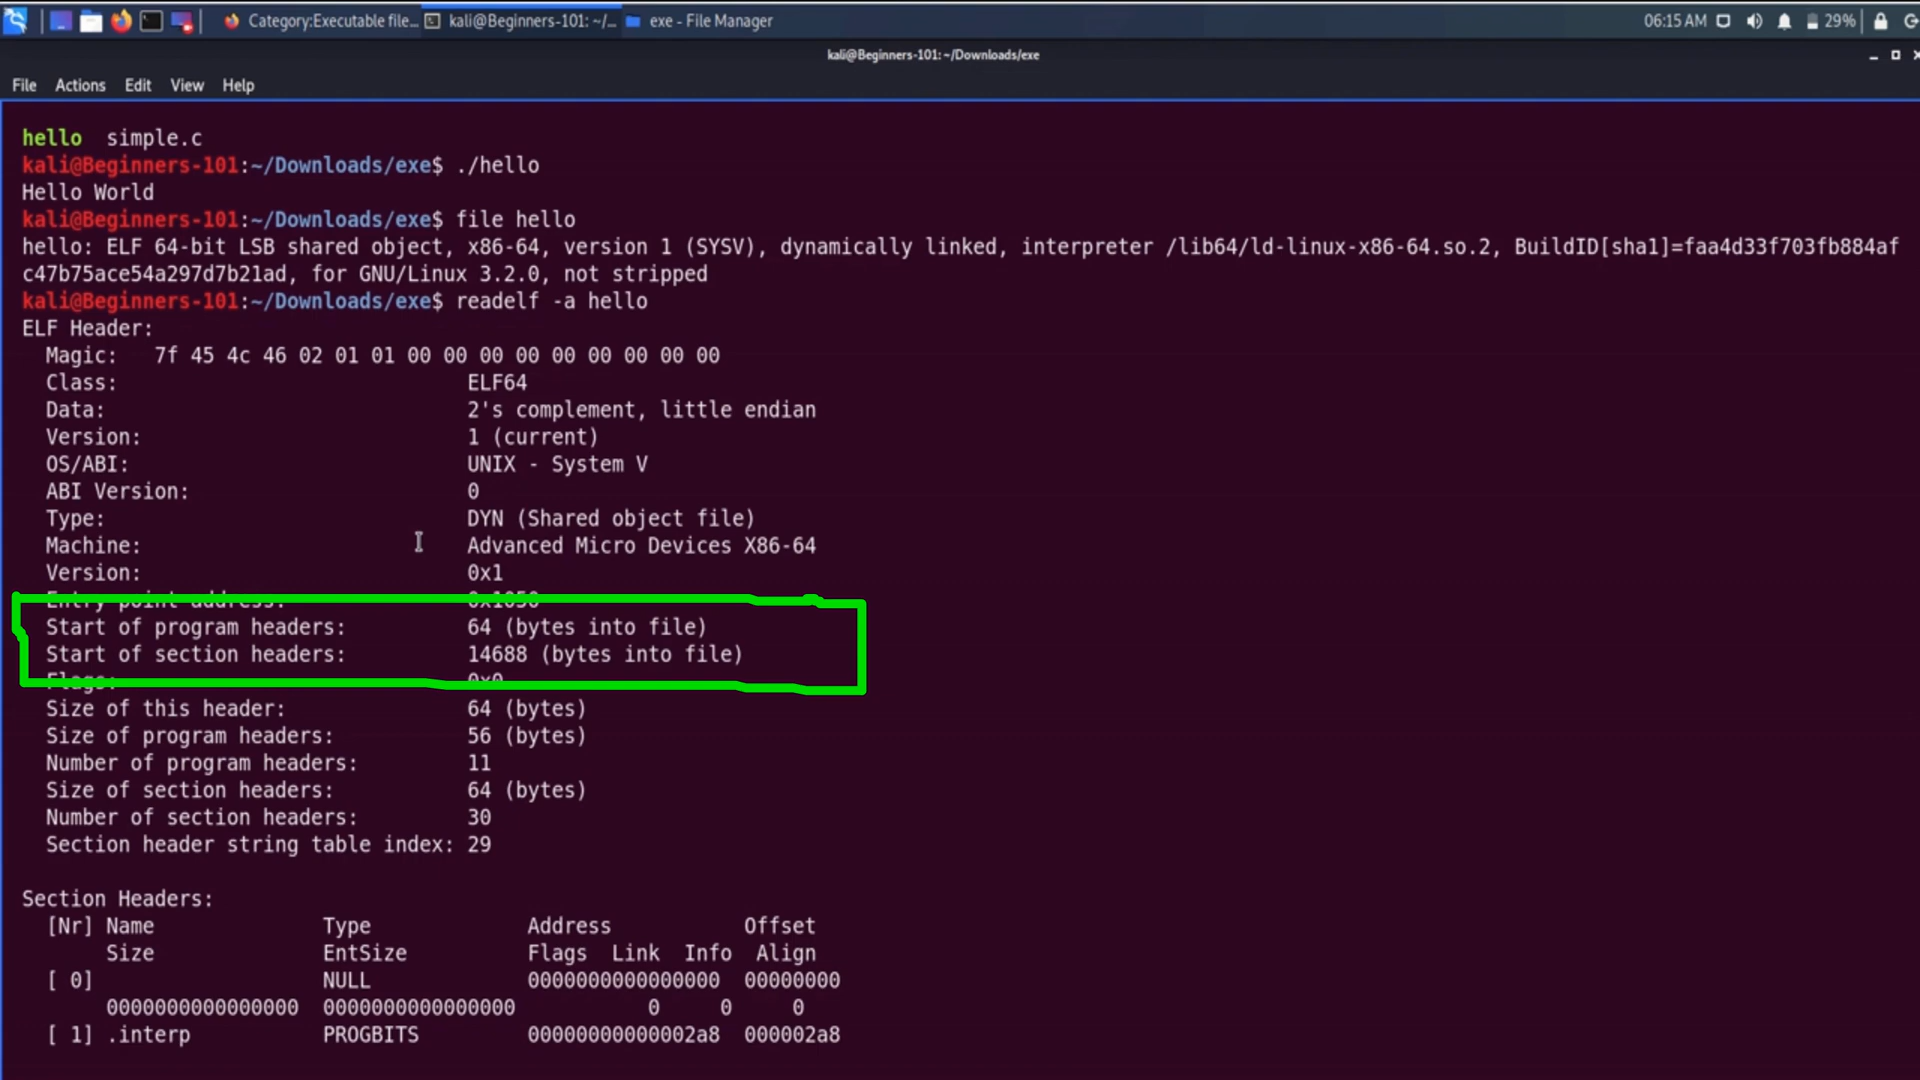 Category:Executable file... kali@Beginners-101: ~/... exe - File Manager 06:15 AM 29%
kali@Beginners-101: ~/Downloads/exe
File Actions Edit View Help
hello simple.c
kali@Beginners-101:~/Downloads/exe$ ./hello
Hello World
kali@Beginners-101:~/Downloads/exe$ file hello
hello: ELF 64-bit LSB shared object, x86-64, version 1 (SYSV), dynamically linked, interpreter /lib64/ld-linux-x86-64.so.2, BuildID[sha1]=faa4d33f703fb884af
c47b75ace54a297d7b21ad, for GNU/Linux 3.2.0, not stripped
kali@Beginners-101:~/Downloads/exe$ readelf -a hello
ELF Header:
Magic: 7f 45 4c 46 02 01 01 00 00 00 00 00 00 00 00 00
Class: ELF64
Data: 2's complement, little endian
Version: 1 (current)
OS/ABI: UNIX - System V
ABI Version: 0
Type: DYN (Shared object file)
Machine: Advanced Micro Devices X86-64
Version: 0x1
Entry point address: 0x1050
Start of program headers: 64 (bytes into file)
Start of section headers: 14688 (bytes into file)
Flags: 0x0
Size of this header: 64 (bytes)
Size of program headers: 56 (bytes)
Number of program headers: 11
Size of section headers: 64 (bytes)
Number of section headers: 30
Section header string table index: 29
Section Headers:
[Nr] Name Type Address Offset
Size EntSize Flags Link Info Align
[ 0] NULL 0000000000000000 00000000
0000000000000000 0000000000000000 0 0 0
[ 1] .interp PROGBITS 00000000000002a8 000002a8